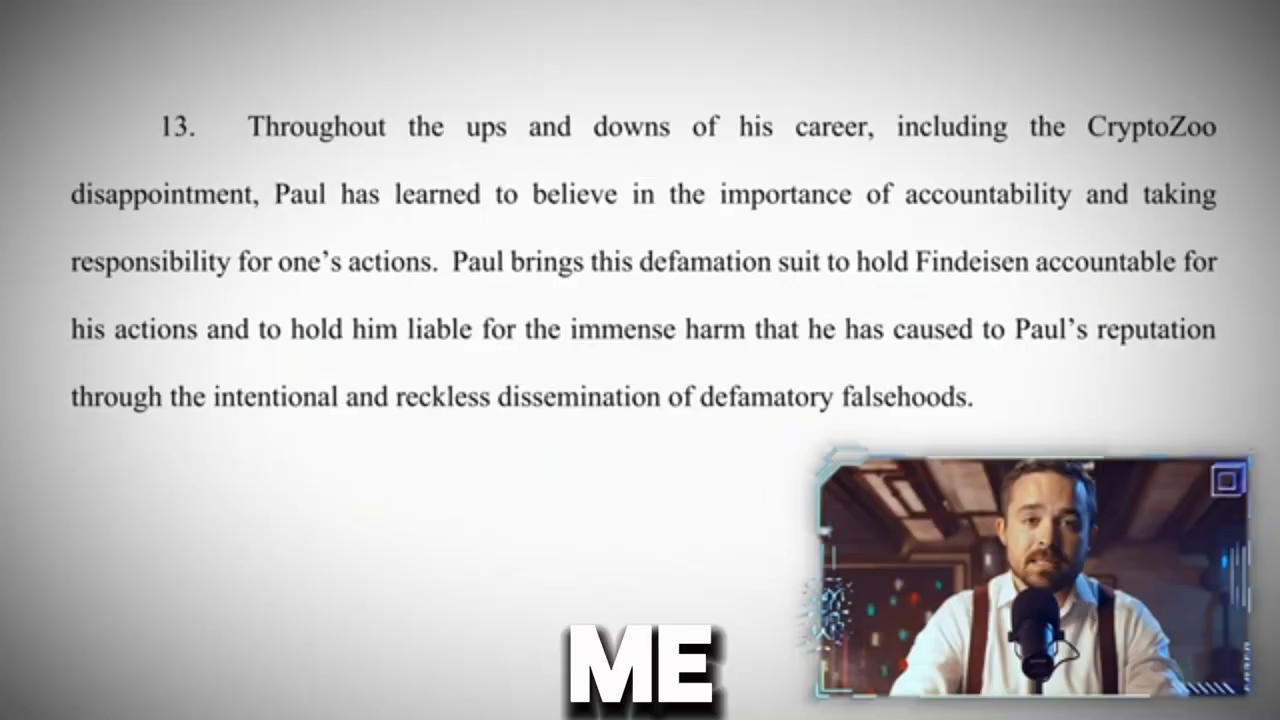 13. Throughout the ups and downs of his career, including the CryptoZoo
disappointment, Paul has learned to believe in the importance of accountability and taking
responsibility for one's actions. Paul brings this defamation suit to hold Findeisen accountable for
his actions and to hold him liable for the immense harm that he has caused to Paul's reputation
through the intentional and reckless dissemination of defamatory falsehoods.
ME